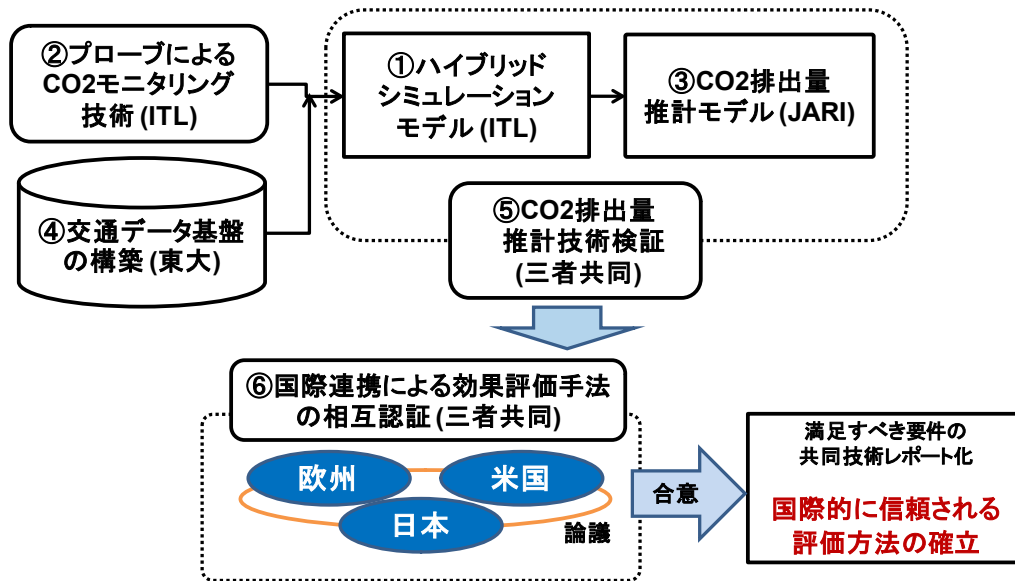 ②プローブによる
CO2モニタリング
技術(ITL)
①ハイブリッド
シミュレーション
モデル(ITL)
③CO2排出量
推計モデル(JARI)
④交通データ基盤
の構築(東大)
⑤CO2排出量
推計技術検証
(三者共同)
⑥国際連携による効果評価手法
の相互認証(三者共同)
欧州
米国
日本
論議
合意
満足すべき要件の
共同技術レポート化
国際的に信頼される
評価方法の確立